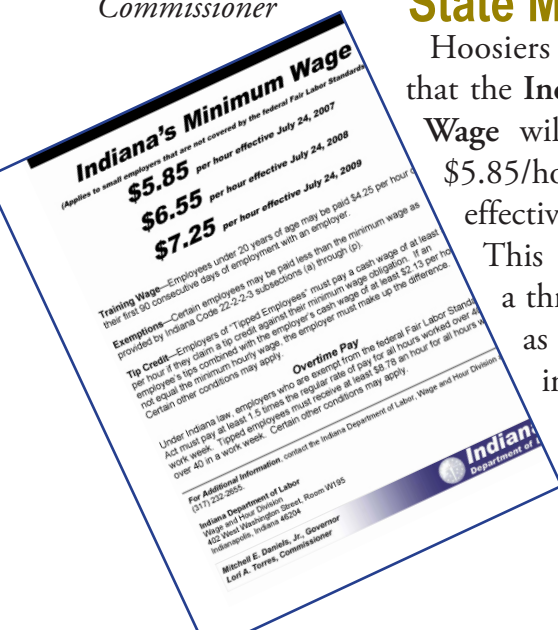 Commissioner
State M
Hoosiers
that the Ind
Wage wil
$5.85/ho
effectiv
This
a thr
as
in
Indiana's Minimum Wage
(Applies to small employers that are not covered by the federal Fair Labor Standards
$5.85 per hour effective July 24, 2007
$6.55 per hour effective July 24, 2008
$7.25 per hour effective July 24, 2009
Training Wage—Employees under 20 years of age may be paid $4.25 per hour
their first 90 consecutive days of employment with an employer.
Exemptions—Certain employees may be paid less than the minimum wage as
provided by Indiana Code 22-2-2-3 subsections (a) through (p).
Tip Credit—Employers of "Tipped Employees" must pay a cash wage of at least
per hour if they claim a tip credit against their minimum wage obligation. If an
employee's tips combined with the employer's cash wage of at least $2.13 per ho
not equal the minimum hourly wage, the employer must make up the difference.
Certain other conditions may apply.
Overtime Pay
Under Indiana law, employers who are exempt from the federal Fair Labor Standa
Act must pay at least 1.5 times the regular rate of pay for all hours worked over 4
work week. Tipped employees must receive at least $8.78 an hour for all hours w
over 40 in a work week. Certain other conditions may apply.
For Additional Information, contact the Indiana Department of Labor, Wage and Hour Division
(317) 232-2655.
Indiana Department of Labor
Wage and Hour Division
402 West Washington Street, Room W195
Indianapolis, Indiana 46204
Mitchell E. Daniels, Jr., Governor
Lori A. Torres, Commissioner
Indian
Department of L